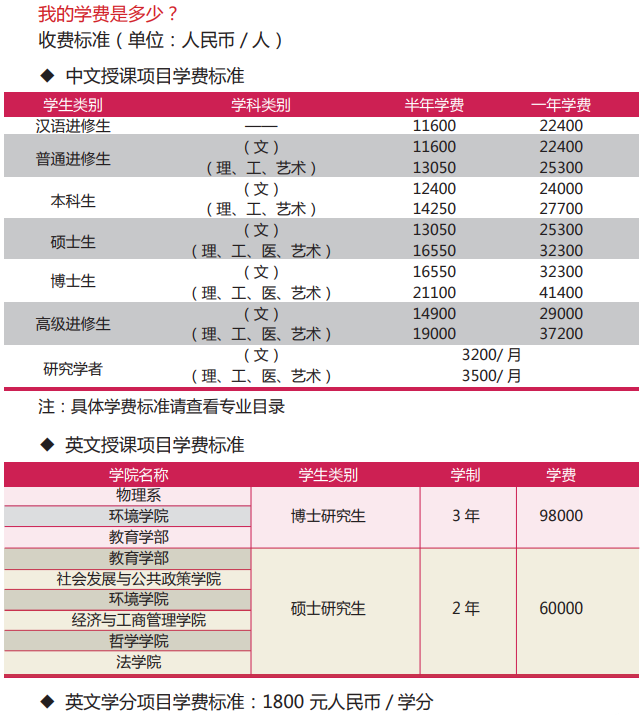 我的学费是多少？
收费标准（单位：人民币 / 人）
◆ 中文授课项目学费标准
学生类别 学科类别 半年学费 一年学费
汉语进修生 —— 11600 22400
普通进修生 （文） 11600 22400
（理、工、艺术） 13050 25300
本科生 （文） 12400 24000
（理、工、艺术） 14250 27700
硕士生 （文） 13050 25300
（理、工、医、艺术） 16550 32300
博士生 （文） 16550 32300
（理、工、医、艺术） 21100 41400
高级进修生 （文） 14900 29000
（理、工、医、艺术） 19000 37200
研究学者 （文） 3200/ 月
（理、工、医、艺术） 3500/ 月
注：具体学费标准请查看专业目录
◆ 英文授课项目学费标准
学院名称 学生类别 学制 学费
物理系
环境学院 博士研究生 3 年 98000
教育学部
教育学部
社会发展与公共政策学院
环境学院 硕士研究生 2 年 60000
经济与工商管理学院
哲学学院
法学院
◆ 英文学分项目学费标准：1800 元人民币 / 学分